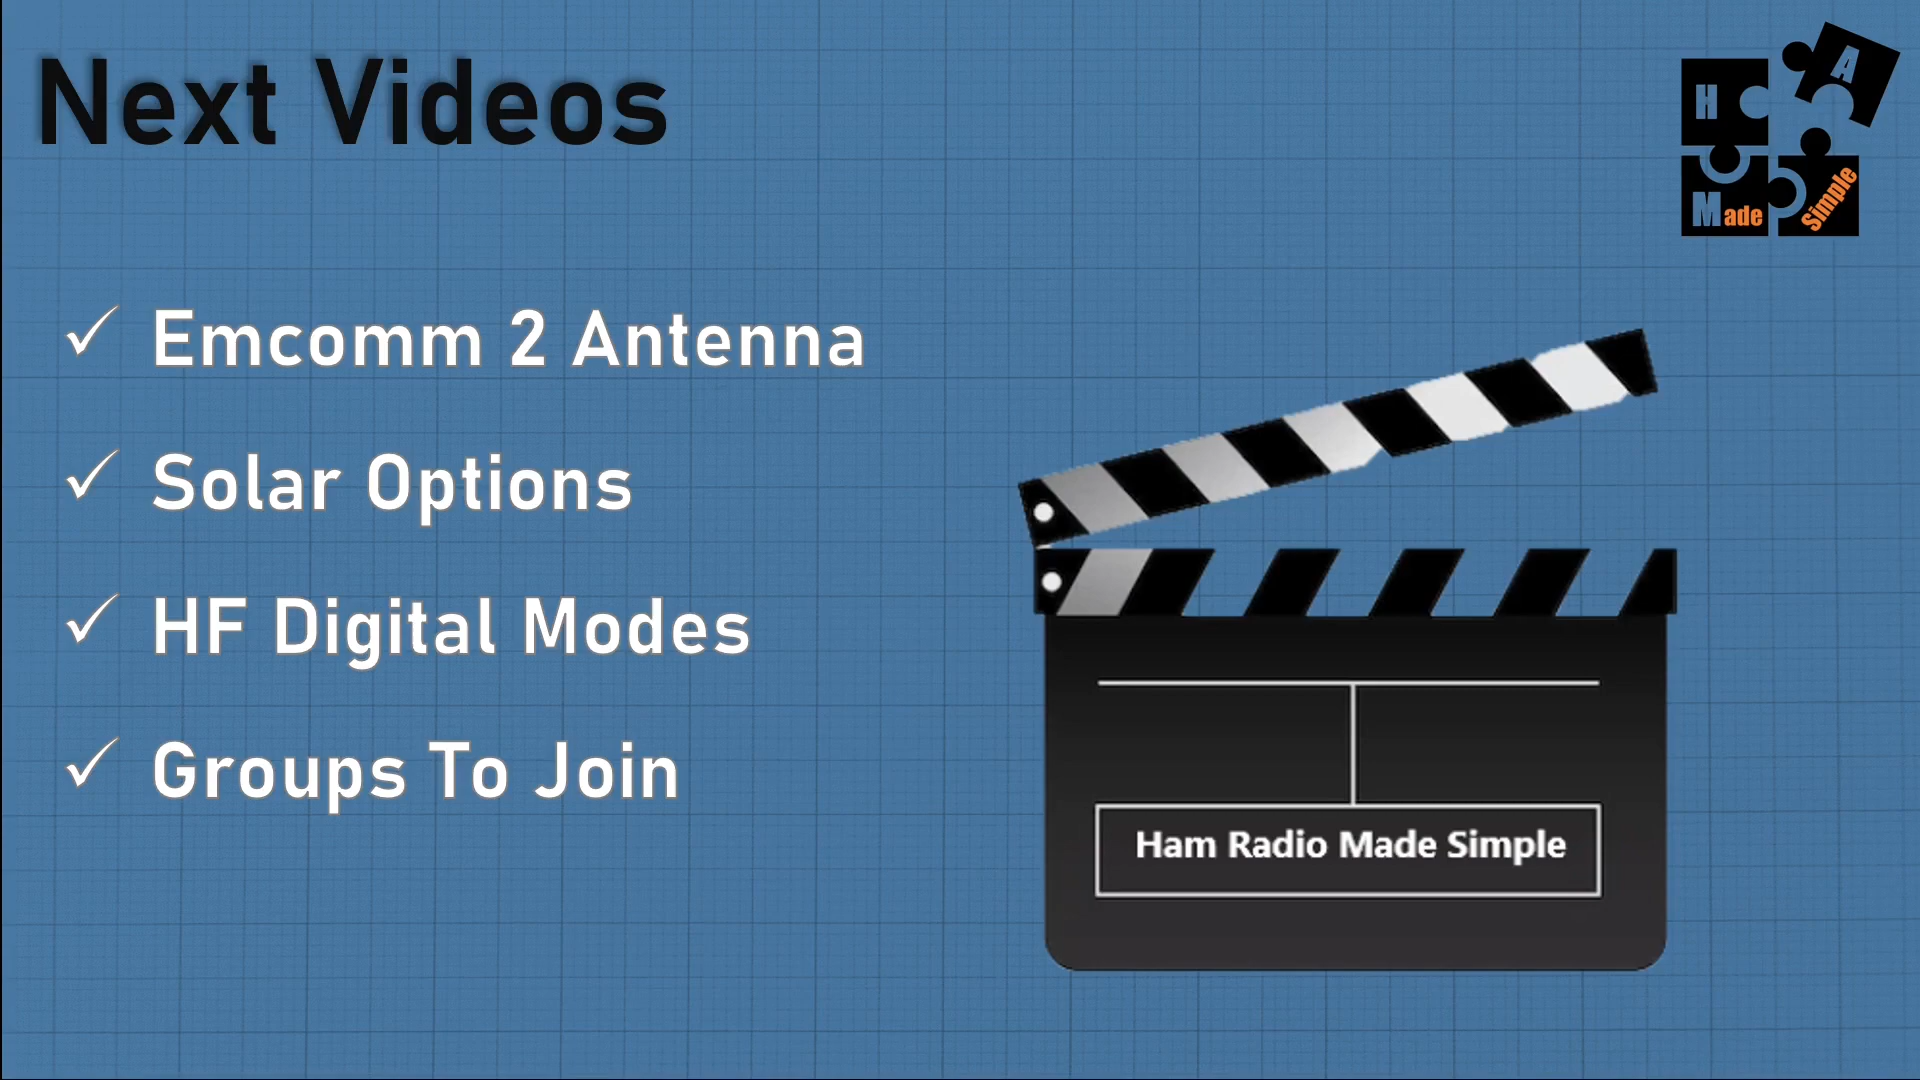 Next Videos
H A
Made Simple
✓ Emcomm 2 Antenna
✓ Solar Options
✓ HF Digital Modes
✓ Groups To Join
Ham Radio Made Simple